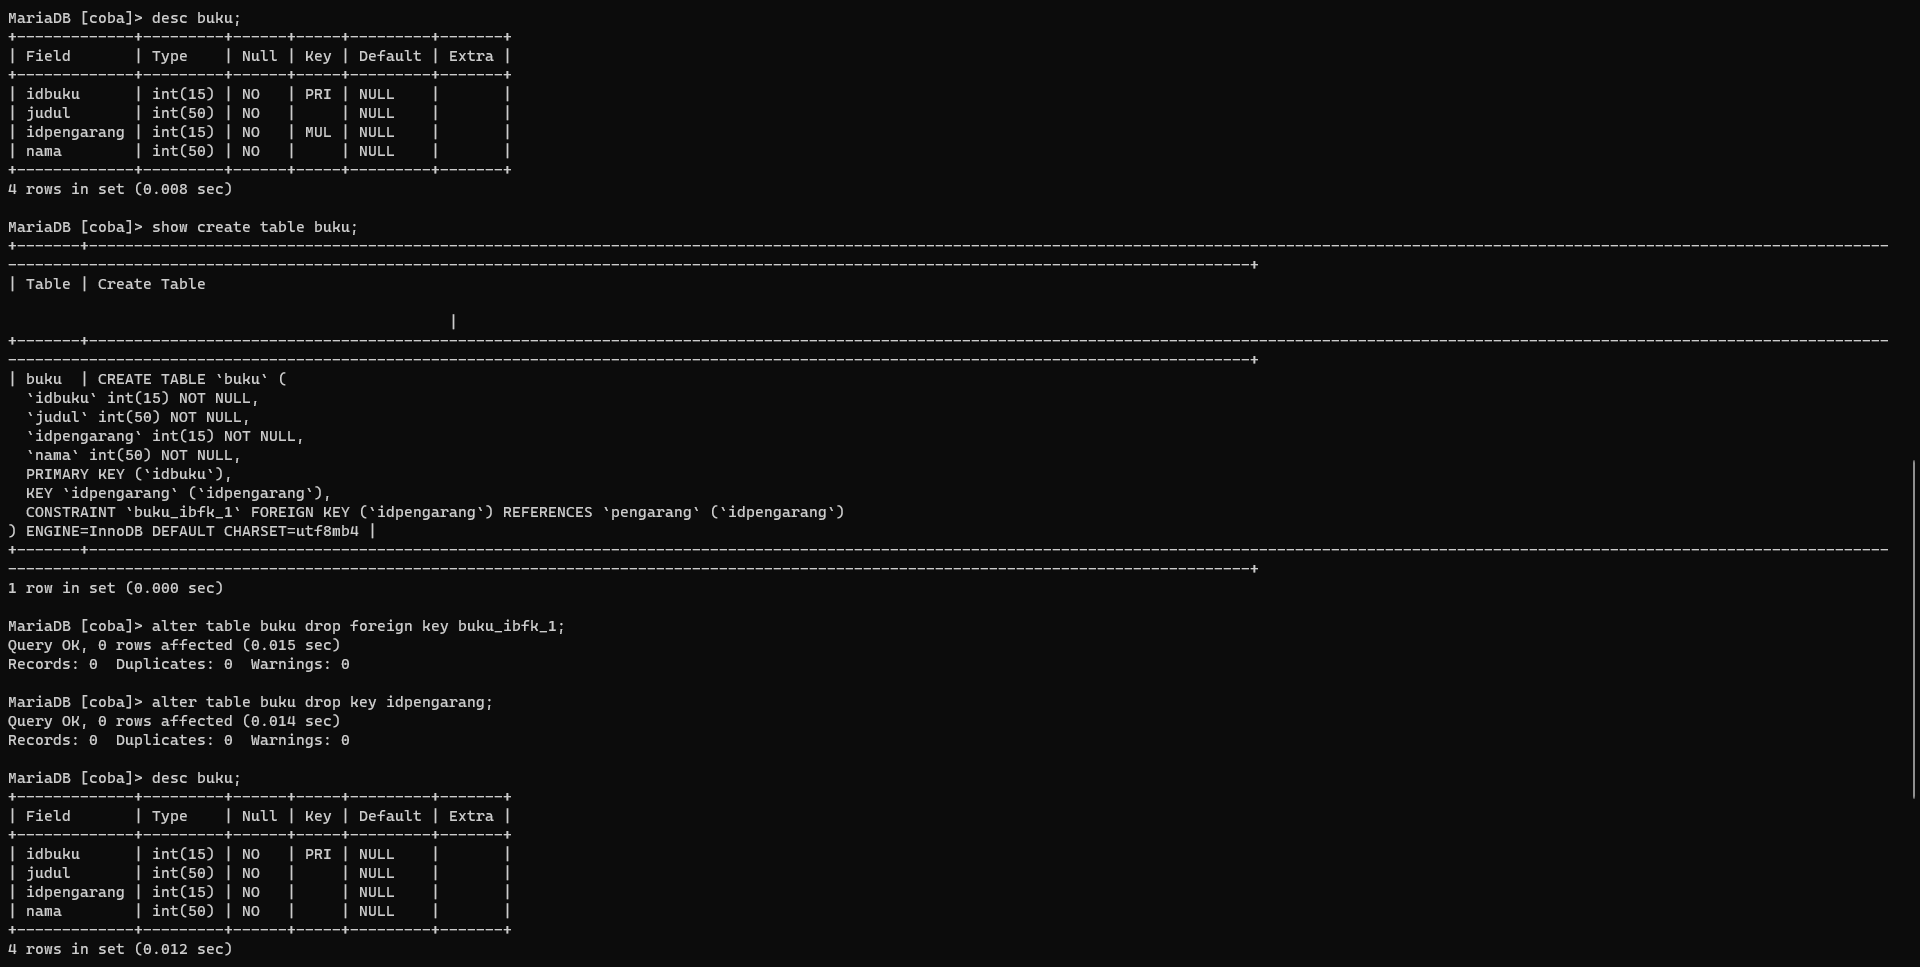 MariaDB [coba]> desc buku;
+-------------+---------+------+-----+---------+-------+
| Field       | Type    | Null | Key | Default | Extra |
+-------------+---------+------+-----+---------+-------+
| idbuku      | int(15) | NO   | PRI | NULL    |       |
| judul       | int(50) | NO   |     | NULL    |       |
| idpengarang | int(15) | NO   | MUL | NULL    |       |
| nama        | int(50) | NO   |     | NULL    |       |
+-------------+---------+------+-----+---------+-------+
4 rows in set (0.008 sec)

MariaDB [coba]> show create table buku;
| Table | Create Table
|
| buku  | CREATE TABLE `buku` (
  `idbuku` int(15) NOT NULL,
  `judul` int(50) NOT NULL,
  `idpengarang` int(15) NOT NULL,
  `nama` int(50) NOT NULL,
  PRIMARY KEY (`idbuku`),
  KEY `idpengarang` (`idpengarang`),
  CONSTRAINT `buku_ibfk_1` FOREIGN KEY (`idpengarang`) REFERENCES `pengarang` (`idpengarang`)
) ENGINE=InnoDB DEFAULT CHARSET=utf8mb4 |
1 row in set (0.000 sec)

MariaDB [coba]> alter table buku drop foreign key buku_ibfk_1;
Query OK, 0 rows affected (0.015 sec)
Records: 0  Duplicates: 0  Warnings: 0

MariaDB [coba]> alter table buku drop key idpengarang;
Query OK, 0 rows affected (0.014 sec)
Records: 0  Duplicates: 0  Warnings: 0

MariaDB [coba]> desc buku;
+-------------+---------+------+-----+---------+-------+
| Field       | Type    | Null | Key | Default | Extra |
+-------------+---------+------+-----+---------+-------+
| idbuku      | int(15) | NO   | PRI | NULL    |       |
| judul       | int(50) | NO   |     | NULL    |       |
| idpengarang | int(15) | NO   |     | NULL    |       |
| nama        | int(50) | NO   |     | NULL    |       |
+-------------+---------+------+-----+---------+-------+
4 rows in set (0.012 sec)